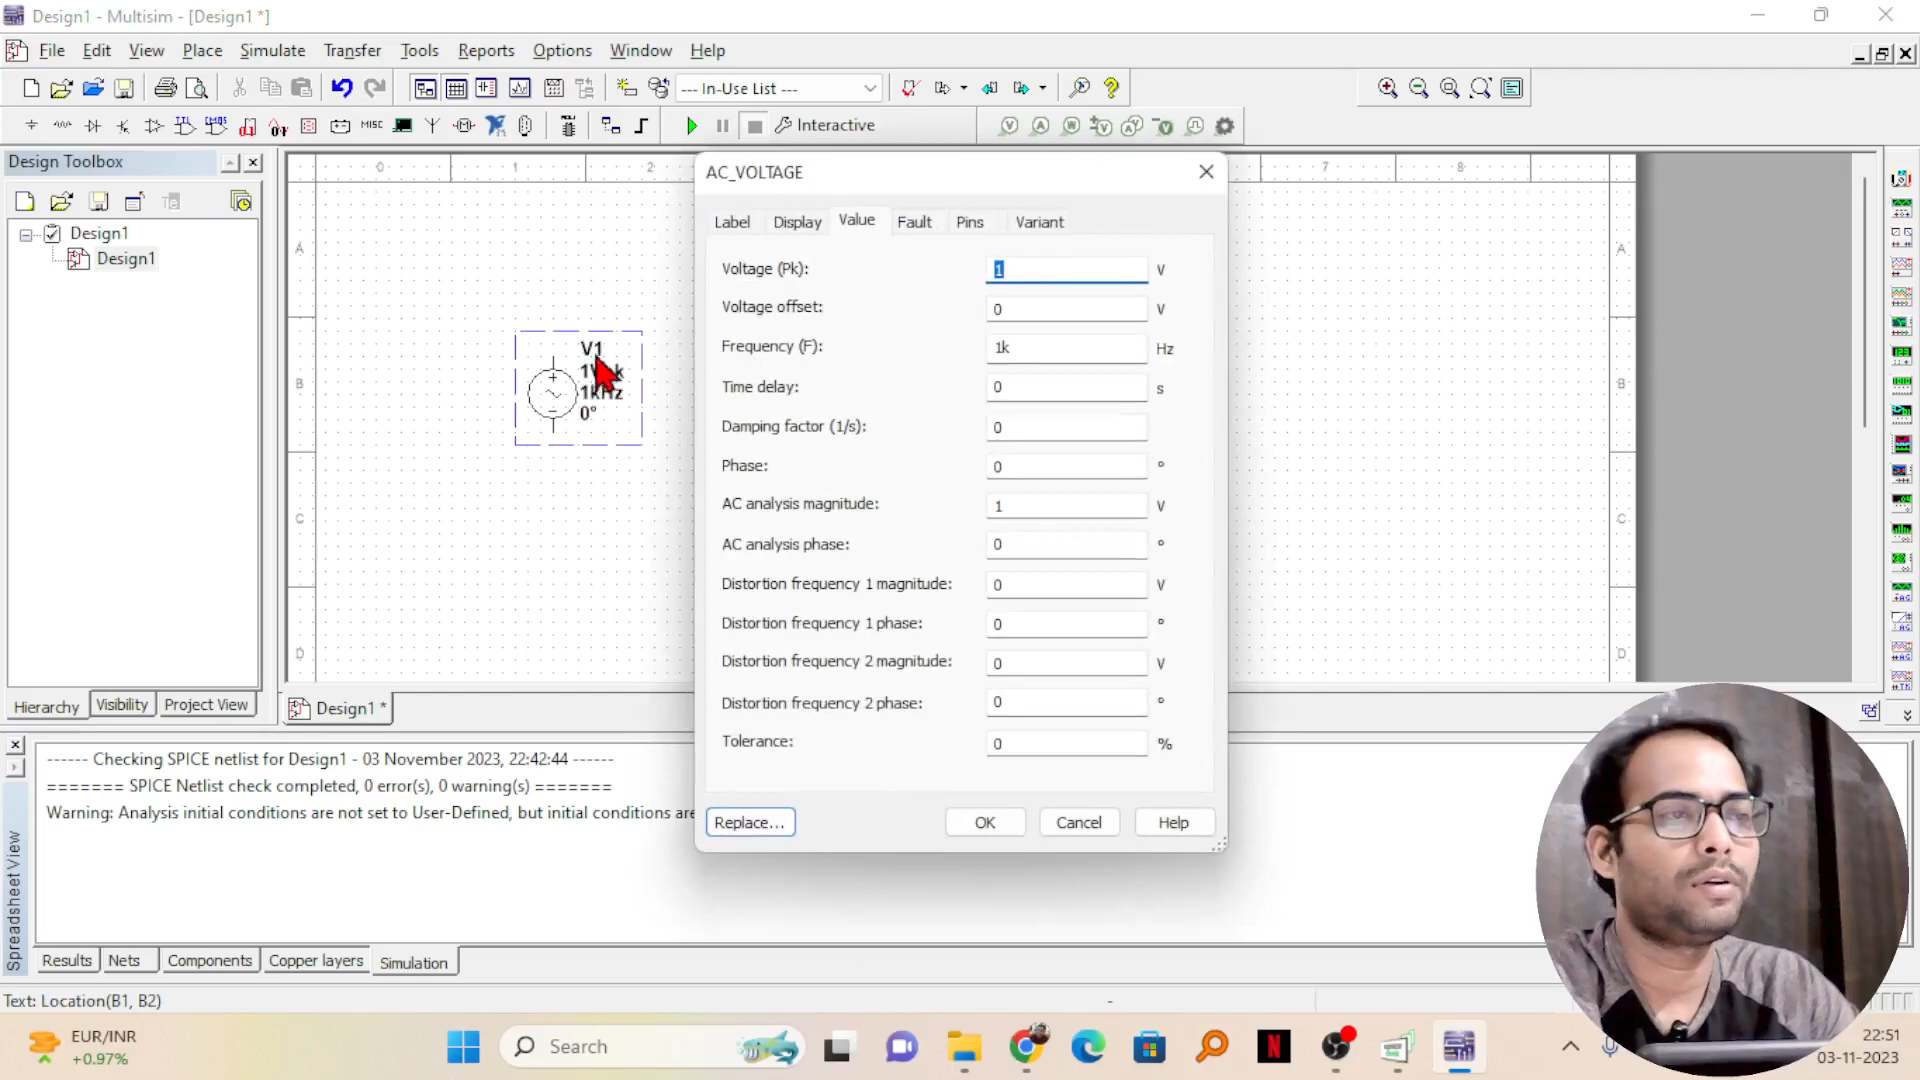 Design1 - Multisim - [Design1 *]
File Edit View Place Simulate Transfer Tools Reports Options Window Help
--- In-Use List ---
MISC
Interactive
Design Toolbox
Design1
Design1
Hierarchy Visibility Project View
0 1 2 7 8
A A
B B
C C
D D
V1
1kHz
0°
Design1 *
AC_VOLTAGE
Label Display Value Fault Pins Variant
Voltage (Pk): 1 V
Voltage offset: 0 V
Frequency (F): 1k Hz
Time delay: 0 s
Damping factor (1/s): 0
Phase: 0 °
AC analysis magnitude: 1 V
AC analysis phase: 0 °
Distortion frequency 1 magnitude: 0 V
Distortion frequency 1 phase: 0 °
Distortion frequency 2 magnitude: 0 V
Distortion frequency 2 phase: 0 °
Tolerance: 0 %
Replace... OK Cancel Help
------ Checking SPICE netlist for Design1 - 03 November 2023, 22:42:44 ------
======= SPICE Netlist check completed, 0 error(s), 0 warning(s) =======
Warning: Analysis initial conditions are not set to User-Defined, but initial conditions are
Spreadsheet View
Results Nets Components Copper layers Simulation
Text: Location(B1, B2) -
EUR/INR
+0.97%
Search
N
22:51
03-11-2023